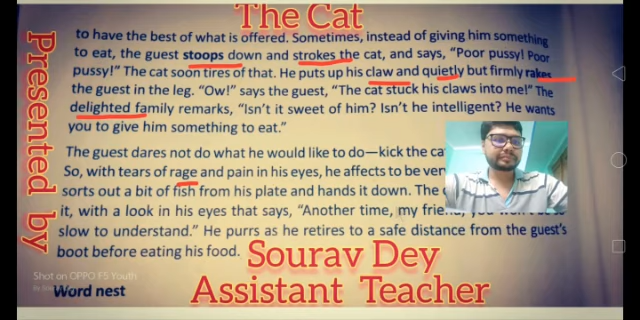 The Cat
to have the best of what is offered. Sometimes, instead of giving him something
to eat, the guest stoops down and strokes the cat, and says, "Poor pussy! Poor
pussy!" The cat soon tires of that. He puts up his claw and quietly but firmly rakes
the guest in the leg. "Ow!" says the guest, "The cat stuck his claws into me!" The
delighted family remarks, "Isn't it sweet of him? Isn't he intelligent? He wants
you to give him something to eat."
The guest dares not do what he would like to do—kick the
So, with tears of rage and pain in his eyes, he affects to be
sorts out a bit of fish from his plate and hands it down. The
it, with a look in his eyes that says, "Another time, my
slow to understand." He purrs as he retires to a safe distance from the guest's
boot before eating his food.
Presented by
Sourav Dey
Assistant Teacher
Shot on OPPO F5 Youth
Word nest